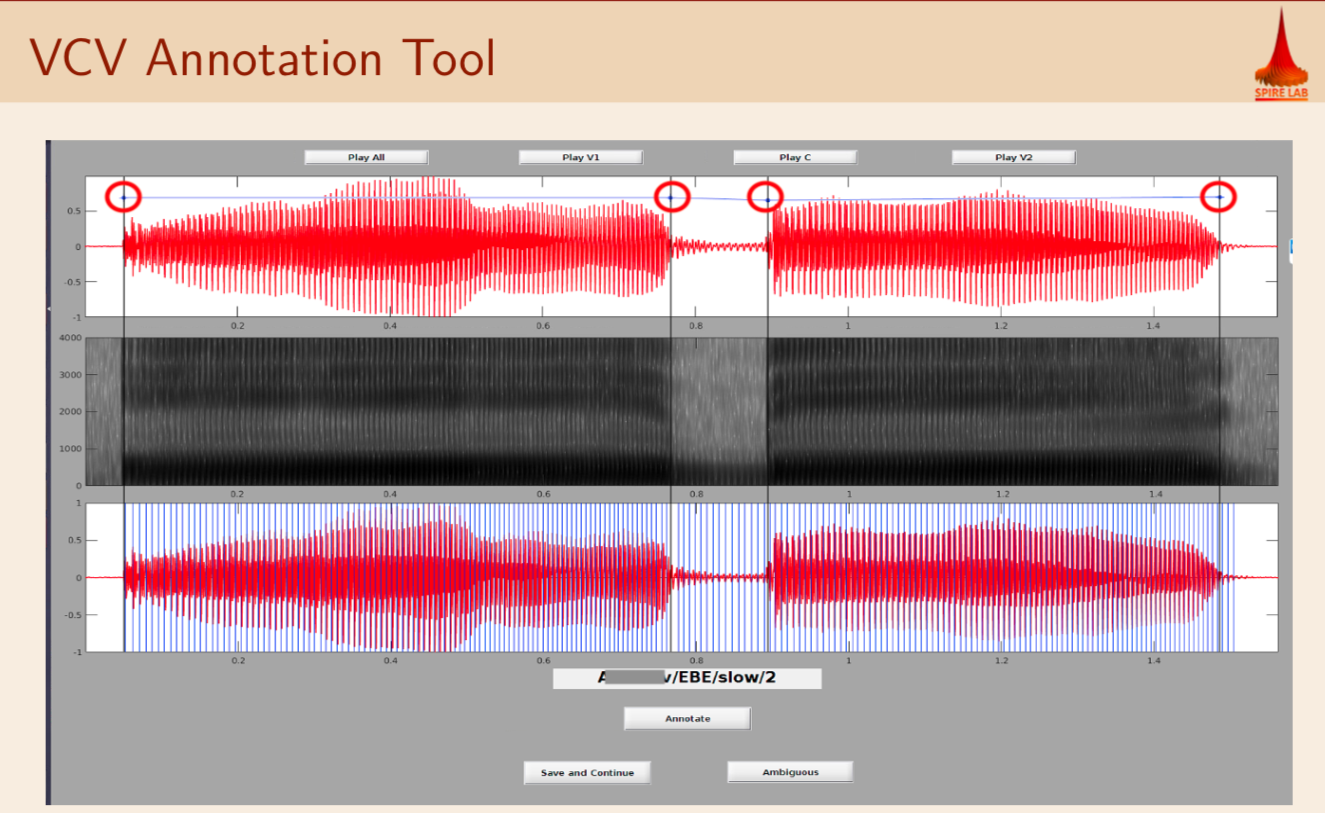 VCV Annotation Tool
SPIRE LAB
Play All Play V1 Play C Play V2
0.5
0
-0.5
-1
0.2 0.4 0.6 0.8 1 1.2 1.4
4000
3000
2000
1000
0
0.2 0.4 0.6 0.8 1 1.2 1.4
1
0.5
0
-0.5
-1
0.2 0.4 0.6 0.8 1 1.2 1.4
v/EBE/slow/2
Annotate
Save and Continue Ambiguous